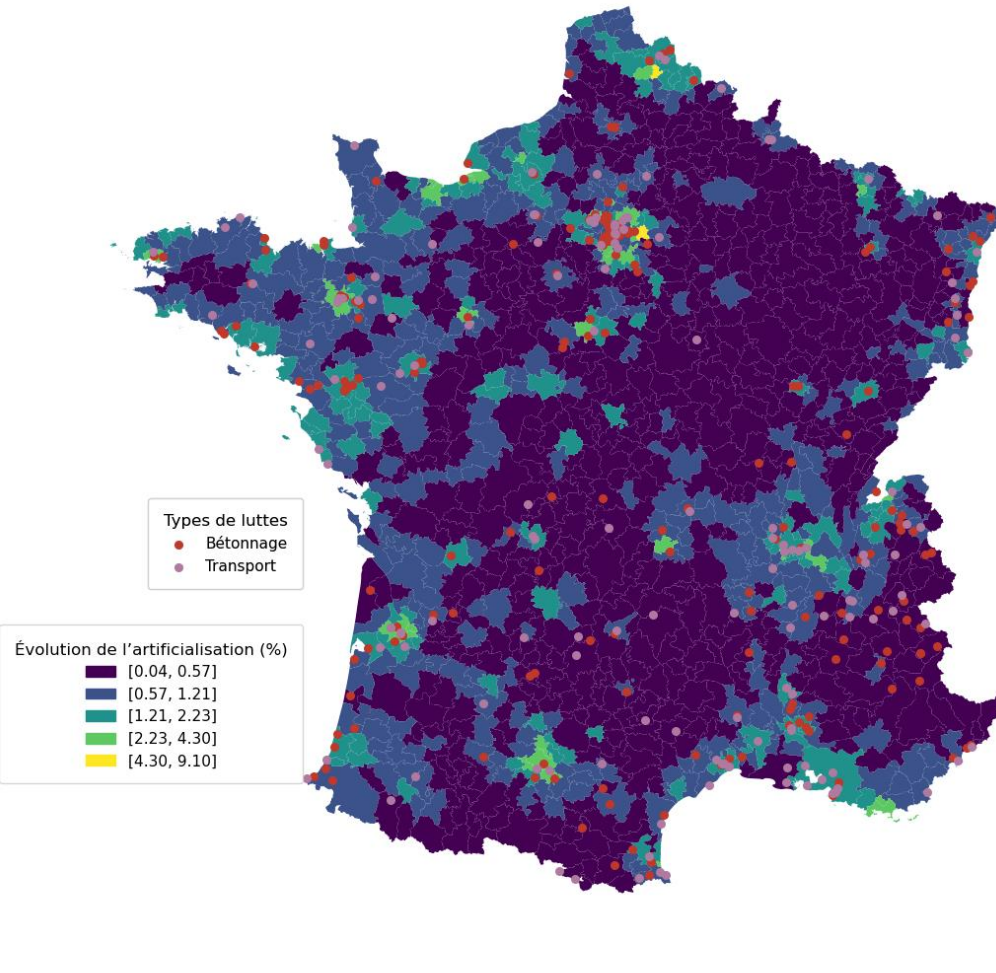 Types de luttes
Bétonnage
Transport
Évolution de l’artificialisation (%)
[0.04, 0.57]
[0.57, 1.21]
[1.21, 2.23]
[2.23, 4.30]
[4.30, 9.10]